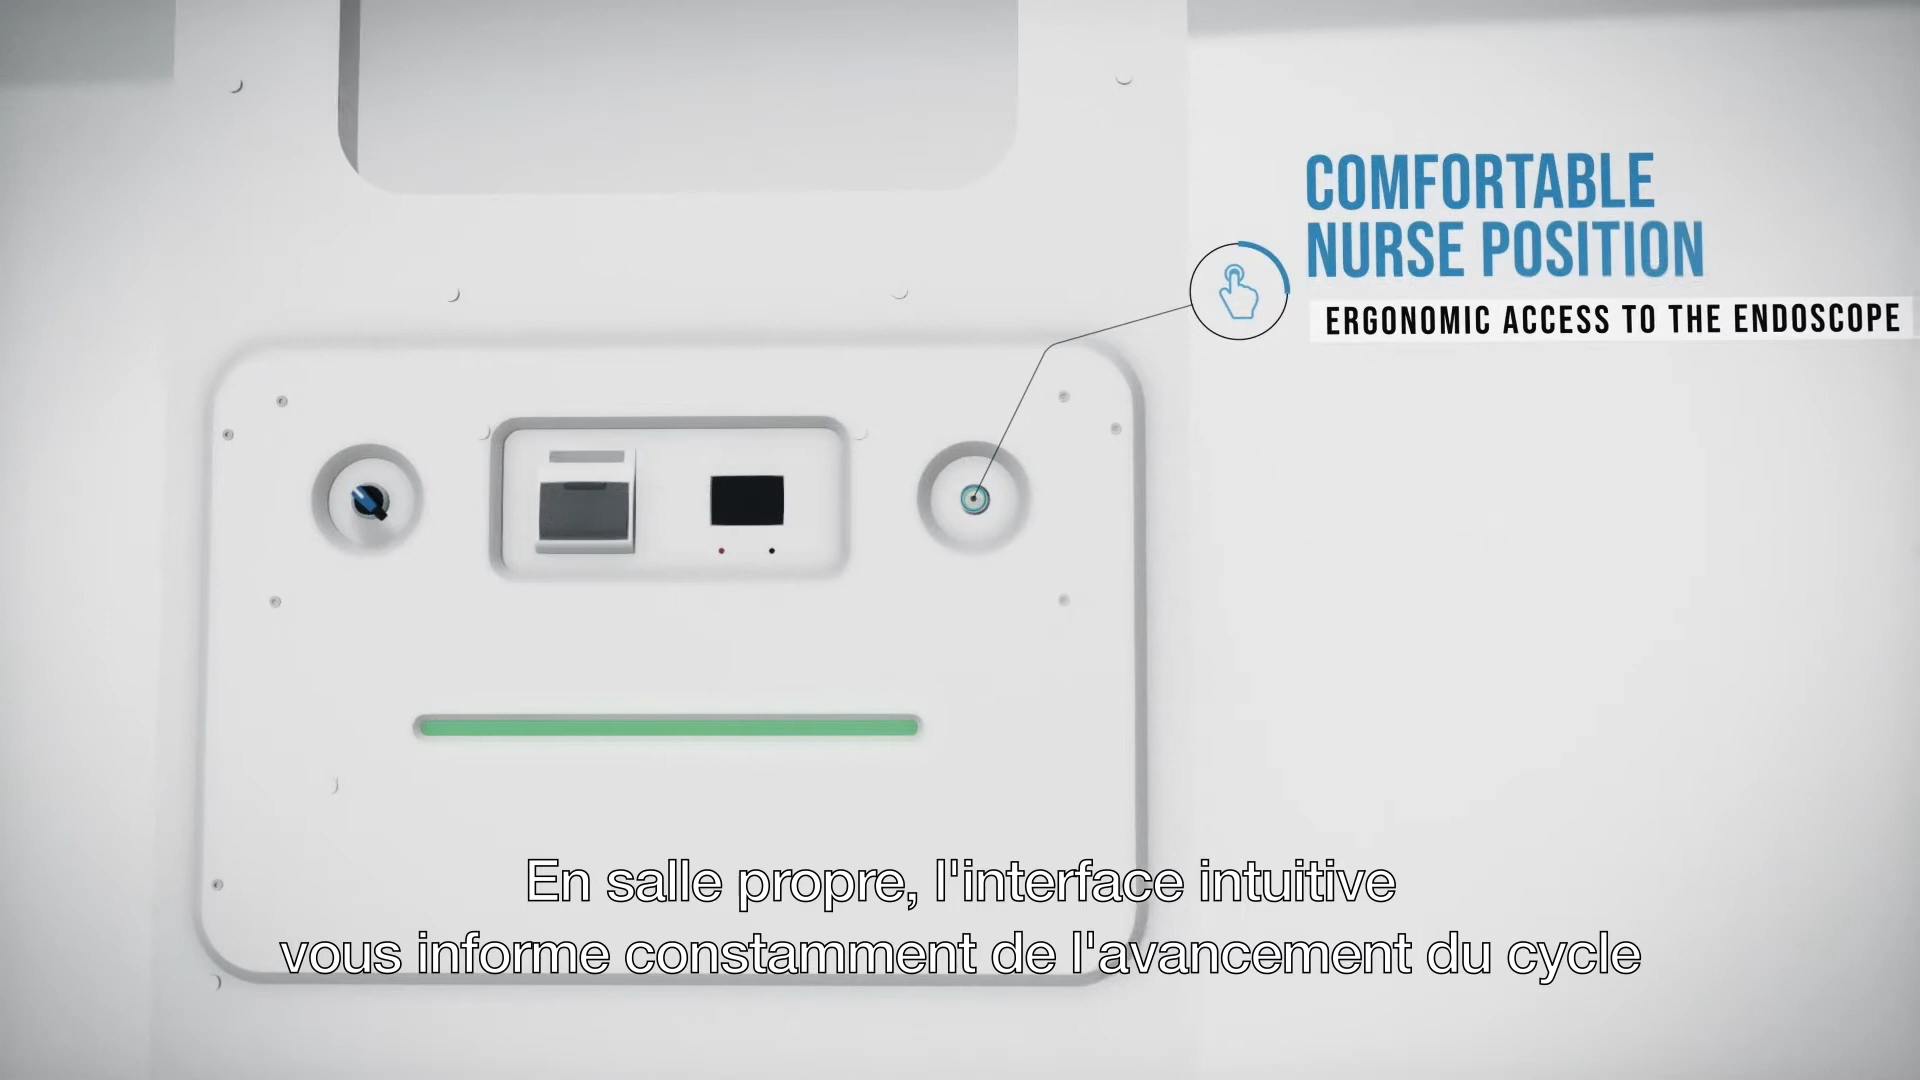 COMFORTABLE
NURSE POSITION
ERGONOMIC ACCESS TO THE ENDOSCOPE
En salle propre, l'interface intuitive
vous informe constamment de l'avancement du cycle